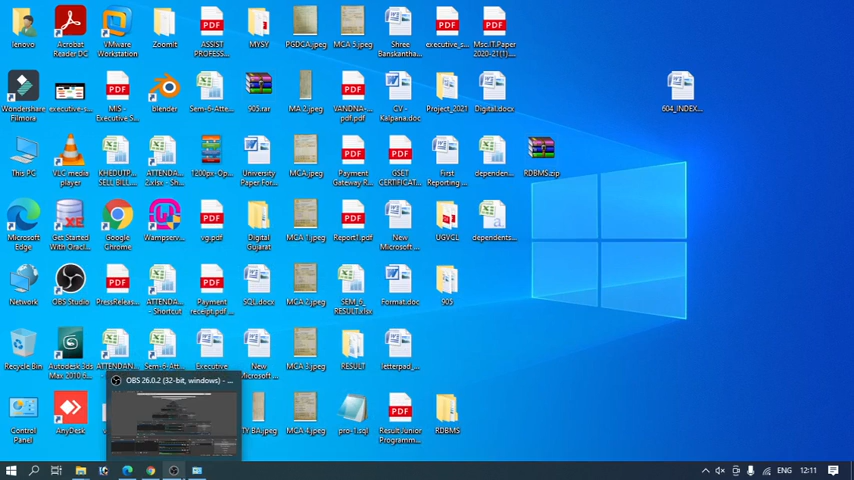 lenovo
Acrobat
Reader DC
VMware
Workstation
Zoomit
PDF
ASSIST
PROFESS...
MYSY
PGDCA.jpeg
MCA 5.jpeg
Shree
Banskantha...
PDF
executive_s...
PDF
Msc.IT.Paper
2020-21(1)....
Wondershare
Filmora
executive-s...
PDF
MIS -
Executive S...
blender
Sem-6-Atte...
905.rar
MA 2.jpeg
PDF
VANDNA-...
pdf.pdf
CV -
Kalpana.doc
Project_2021
Digital.docx
604_INDEX...
This PC
VLC media
player
KHEDUTP...
SELL BILL...
ATTENDA...
2.xlsx - Sh...
1200px-Op...
University
Paper For...
MCA.jpeg
PDF
Payment
Gateway R...
PDF
GSET
CERTIFICAT...
First
Reporting ...
dependen...
RDBMS.zip
Microsoft
Edge
XE
Get Started
With Oracl...
Google
Chrome
Wampserv...
PDF
vg.pdf
Digital
Gujarat
MCA 1.jpeg
PDF
Report1.pdf
New
Microsoft ...
UGVCL
dependents...
Network
OBS Studio
PDF
PressReleas...
ATTENDA...
- Shortcut
PDF
Payment
receipt.pdf ...
SQL.docx
MCA 2.jpeg
SEM_6_
RESULT.xlsx
Format.doc
905
Recycle Bin
Autodesk 3ds
Max 2010 6...
ATTENDAN...
Sem-6-Att...
Executive
New
Microsoft ...
MCA 3.jpeg
RESULT
letterpad_...
OBS 26.0.2 (32-bit, windows) - ...
Control
Panel
AnyDesk
TY BA.jpeg
MCA 4.jpeg
pro-1.sql
PDF
Result Junior
Programm...
RDBMS
ENG
12:11